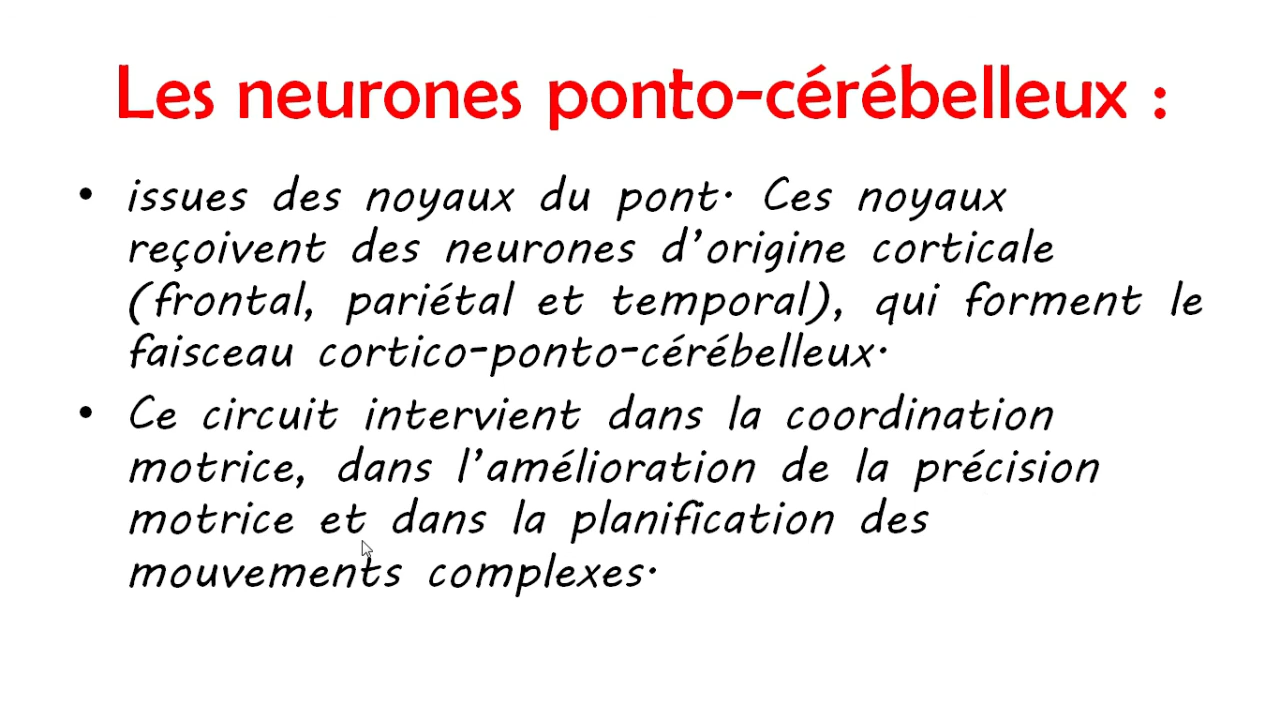 Les neurones ponto-cérébelleux :
• issues des noyaux du pont. Ces noyaux
reçoivent des neurones d’origine corticale
(frontal, pariétal et temporal), qui forment le
faisceau cortico-ponto-cérébelleux.
• Ce circuit intervient dans la coordination
motrice, dans l’amélioration de la précision
motrice et dans la planification des
mouvements complexes.